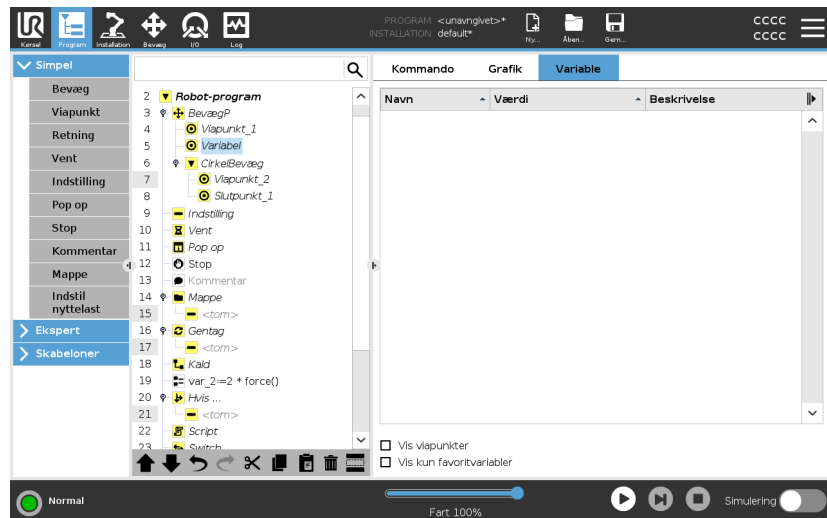 UR
PROGRAM <unavngivet>*
INSTALLATION default*
Kørsel Program Installation Bevæg I/O Log
Ny... Åben... Gem...
cccc
cccc
Simpel
Bevæg
Viapunkt
Retning
Vent
Indstilling
Pop op
Stop
Kommentar
Mappe
Indstil
nyttelast
Ekspert
Skabeloner
2 Robot-program
3 BevægP
4 Viapunkt_1
5 Variabel
6 CirkelBevæg
7 Viapunkt_2
8 Slutpunkt_1
9 Indstilling
10 Vent
11 Pop op
12 Stop
13 Kommentar
14 Mappe
15 <tom>
16 Gentag
17 <tom>
18 Kald
19 var_2:=2 * force()
20 Hvis ...
21 <tom>
22 Script
23 Switch
Kommando Grafik Variable
Navn Værdi Beskrivelse
Vis viapunkter
Vis kun favoritvariabler
Normal
Fart 100%
Simulering